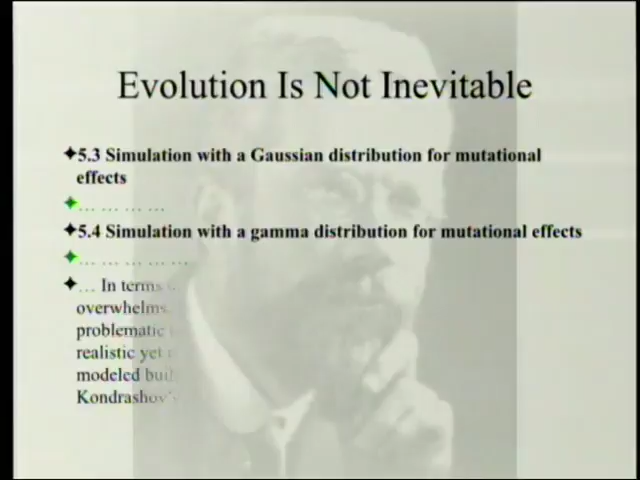 Evolution Is Not Inevitable
5.3 Simulation with a Gaussian distribution for mutational
effects
… … … …
5.4 Simulation with a gamma distribution for mutational effects
… … … … …
… In terms
overwhelms
problematic
realistic yet
modeled
Kondrashov's